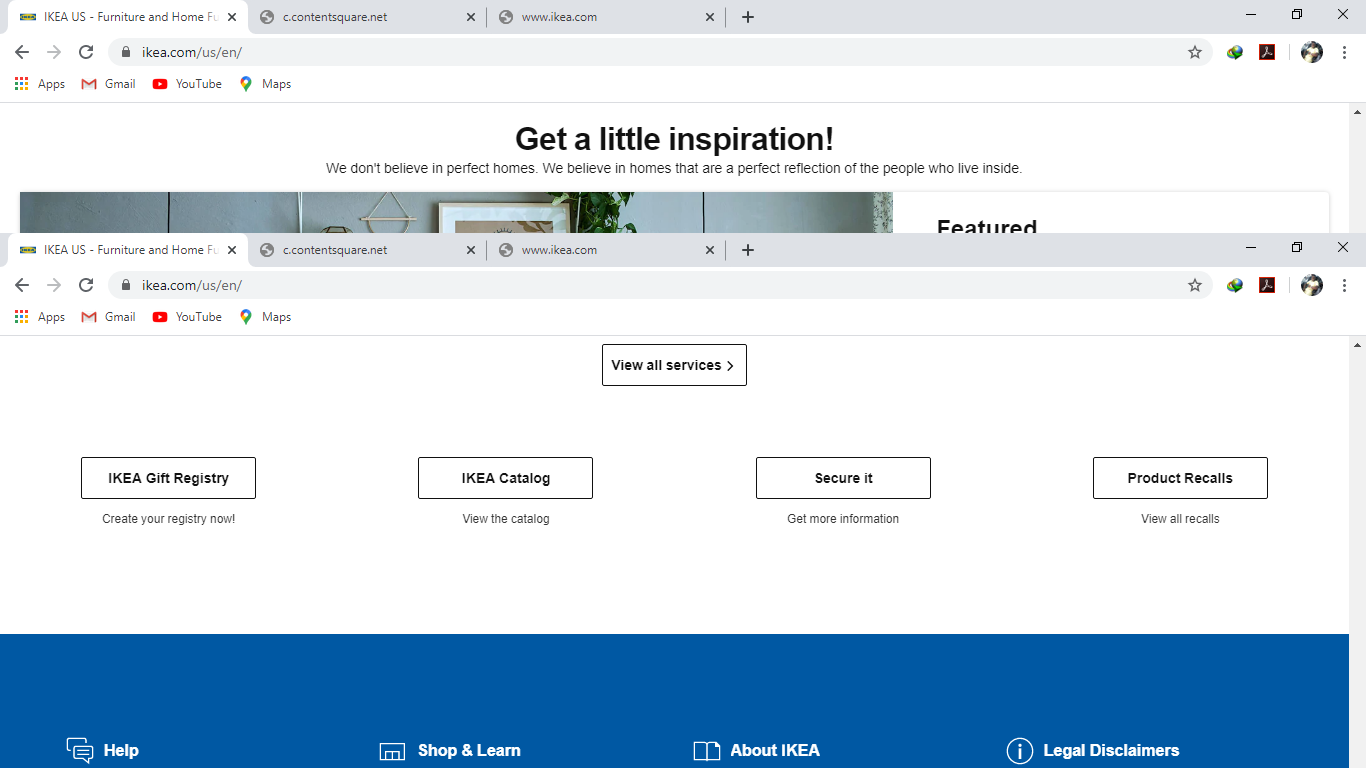 IKEA US - Furniture and Home Fu
c.contentsquare.net
www.ikea.com
ikea.com/us/en/
Apps
Gmail
YouTube
Maps
Get a little inspiration!
We don't believe in perfect homes. We believe in homes that are a perfect reflection of the people who live inside.
Featured
IKEA US - Furniture and Home Fu
c.contentsquare.net
www.ikea.com
ikea.com/us/en/
Apps
Gmail
YouTube
Maps
View all services
IKEA Gift Registry
IKEA Catalog
Secure it
Product Recalls
Create your registry now!
View the catalog
Get more information
View all recalls
Help
Shop & Learn
About IKEA
Legal Disclaimers